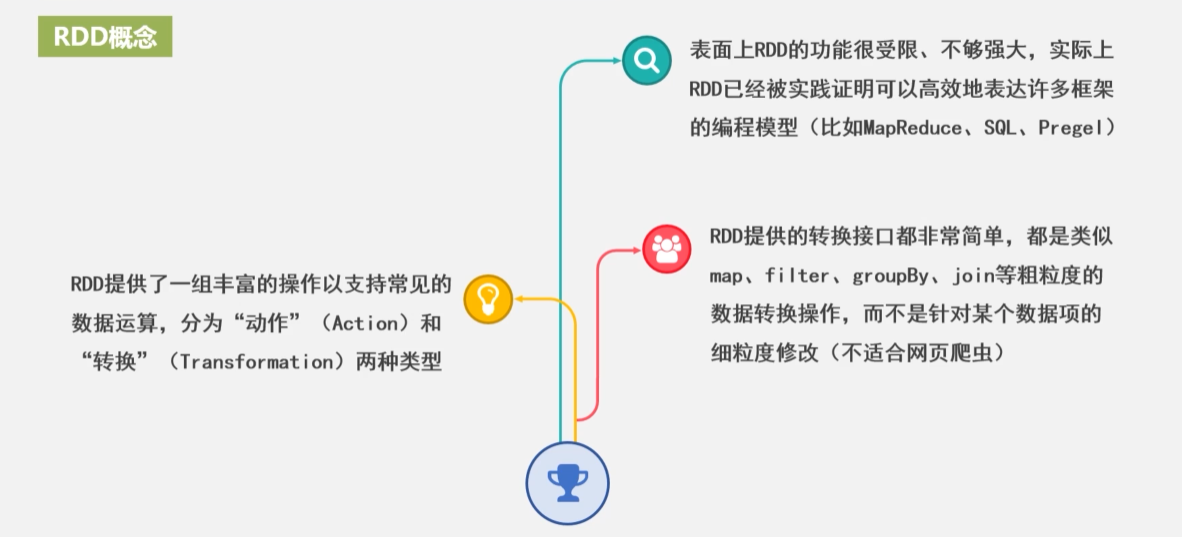 RDD概念
表面上RDD的功能很受限、不够强大，实际上
RDD已经被实践证明可以高效地表达许多框架
的编程模型（比如MapReduce、SQL、Pregel）
RDD提供的转换接口都非常简单，都是类似
map、filter、groupBy、join等粗粒度的
数据转换操作，而不是针对某个数据项的
细粒度修改（不适合网页爬虫）
RDD提供了一组丰富的操作以支持常见的
数据运算，分为“动作”（Action）和
“转换”（Transformation）两种类型